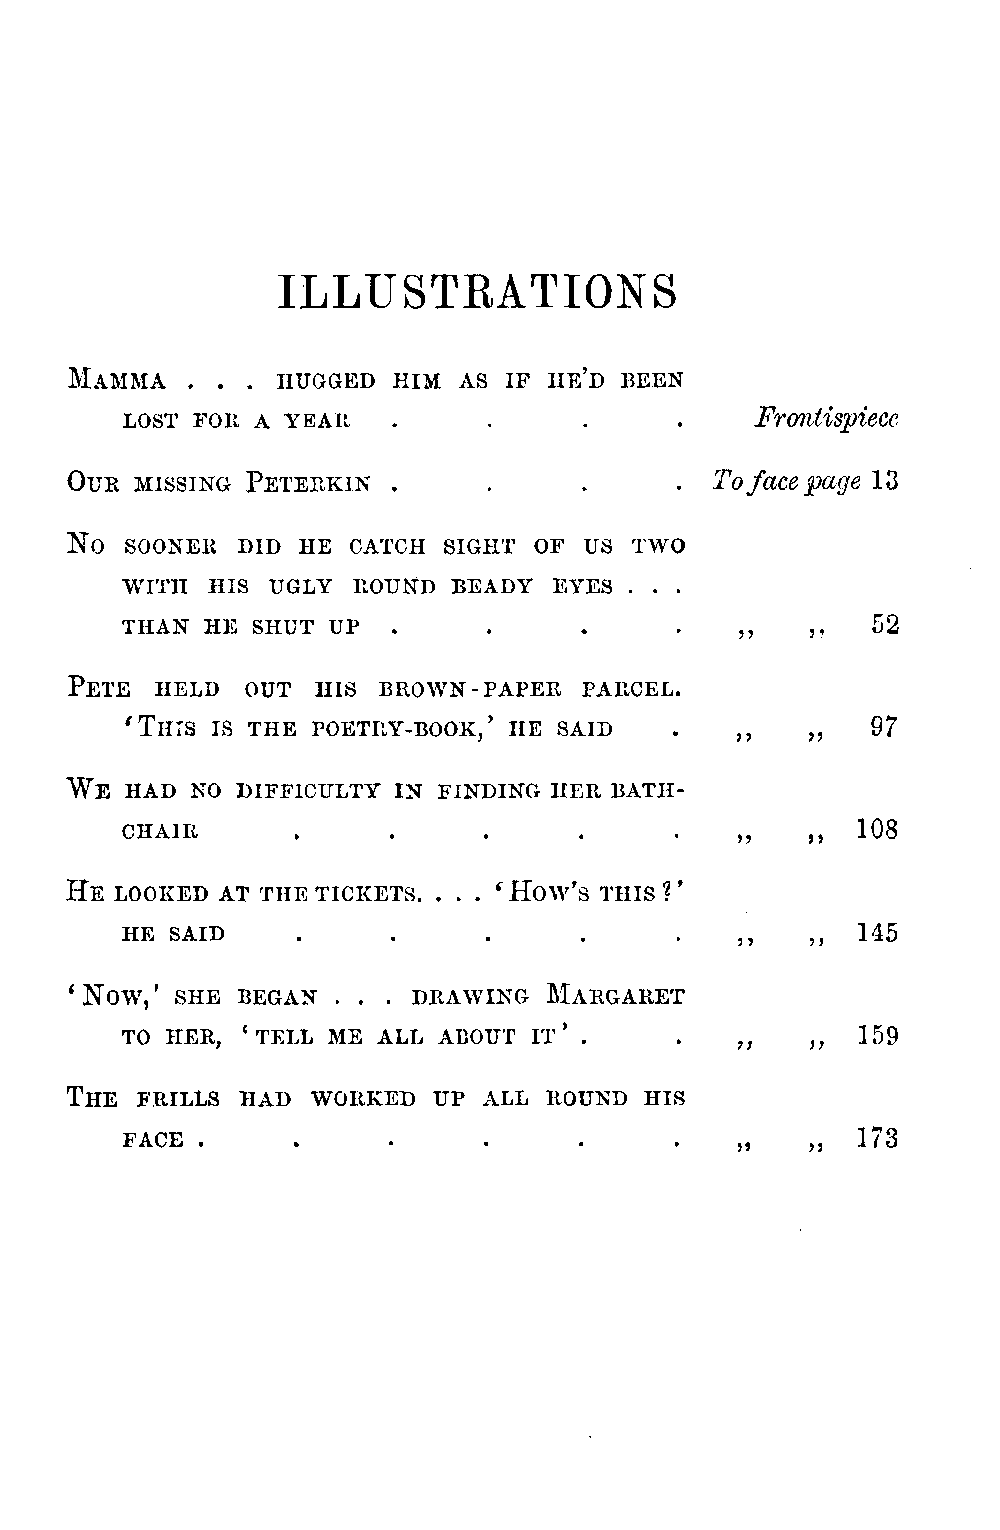 ILLUSTRATIONS
Mamma . . . hugged him as if he'd been
lost for a year . . . . Frontispiece
Our missing Peterkin . . . . To face page 13
No sooner did he catch sight of us two
with his ugly round beady eyes . . .
than he shut up . . . . „ „ 52
Pete held out his brown-paper parcel.
'This is the poetry-book,' he said . „ „ 97
We had no difficulty in finding her bath-
chair . . . . . „ „ 108
He looked at the tickets. . . . 'How's this?'
he said . . . . . „ „ 145
'Now,' she began . . . drawing Margaret
to her, 'tell me all about it' . . „ „ 159
The frills had worked up all round his
face . . . . . . „ „ 173